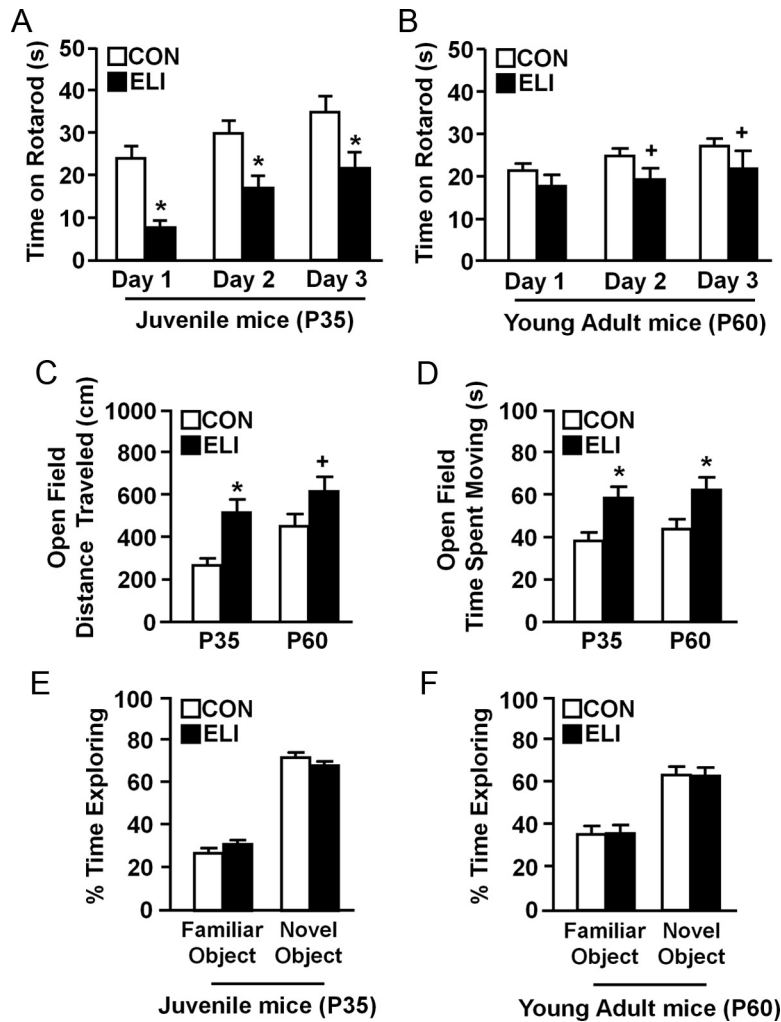 A
Time on Rotarod (s)
50
40
30
20
10
0
CON
ELI
*
*
*
Day 1 Day 2 Day 3
Juvenile mice (P35)
B
Time on Rotarod (s)
50
40
30
20
10
0
CON
ELI
+
+
Day 1 Day 2 Day 3
Young Adult mice (P60)
C
Open Field
Distance Traveled (cm)
1000
800
600
400
200
0
CON
ELI
*
+
P35 P60
D
Open Field
Time Spent Moving (s)
100
80
60
40
20
0
CON
ELI
*
*
P35 P60
E
% Time Exploring
100
80
60
40
20
0
CON
ELI
Familiar Novel
Object Object
Juvenile mice (P35)
F
% Time Exploring
100
80
60
40
20
0
CON
ELI
Familiar Novel
Object Object
Young Adult mice (P60)